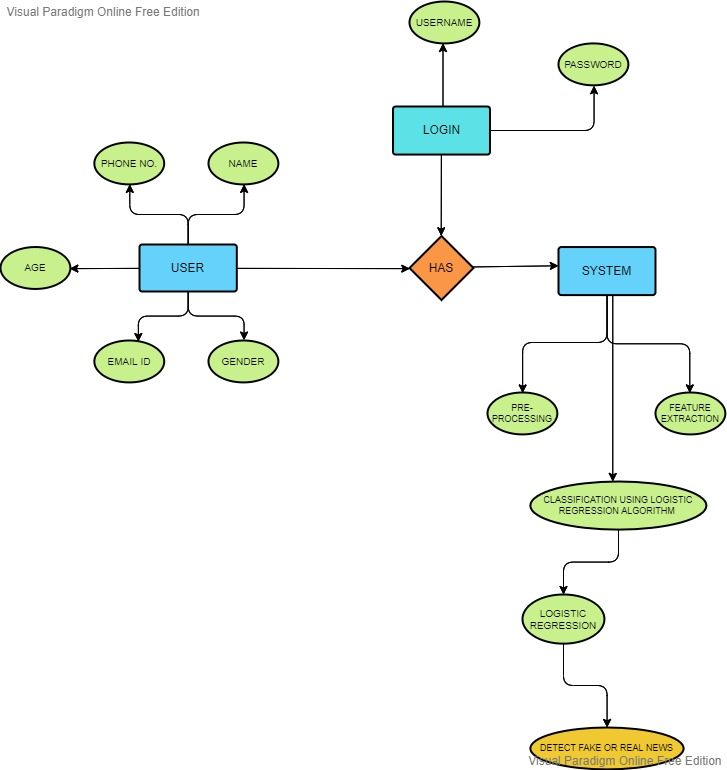 Visual Paradigm Online Free Edition
USERNAME
PASSWORD
LOGIN
PHONE NO.
NAME
AGE
USER
HAS
SYSTEM
EMAIL ID
GENDER
PRE-
PROCESSING
FEATURE
EXTRACTION
CLASSIFICATION USING LOGISTIC
REGRESSION ALGORITHM
LOGISTIC
REGRESSION
DETECT FAKE OR REAL NEWS
Visual Paradigm Online Free Edition